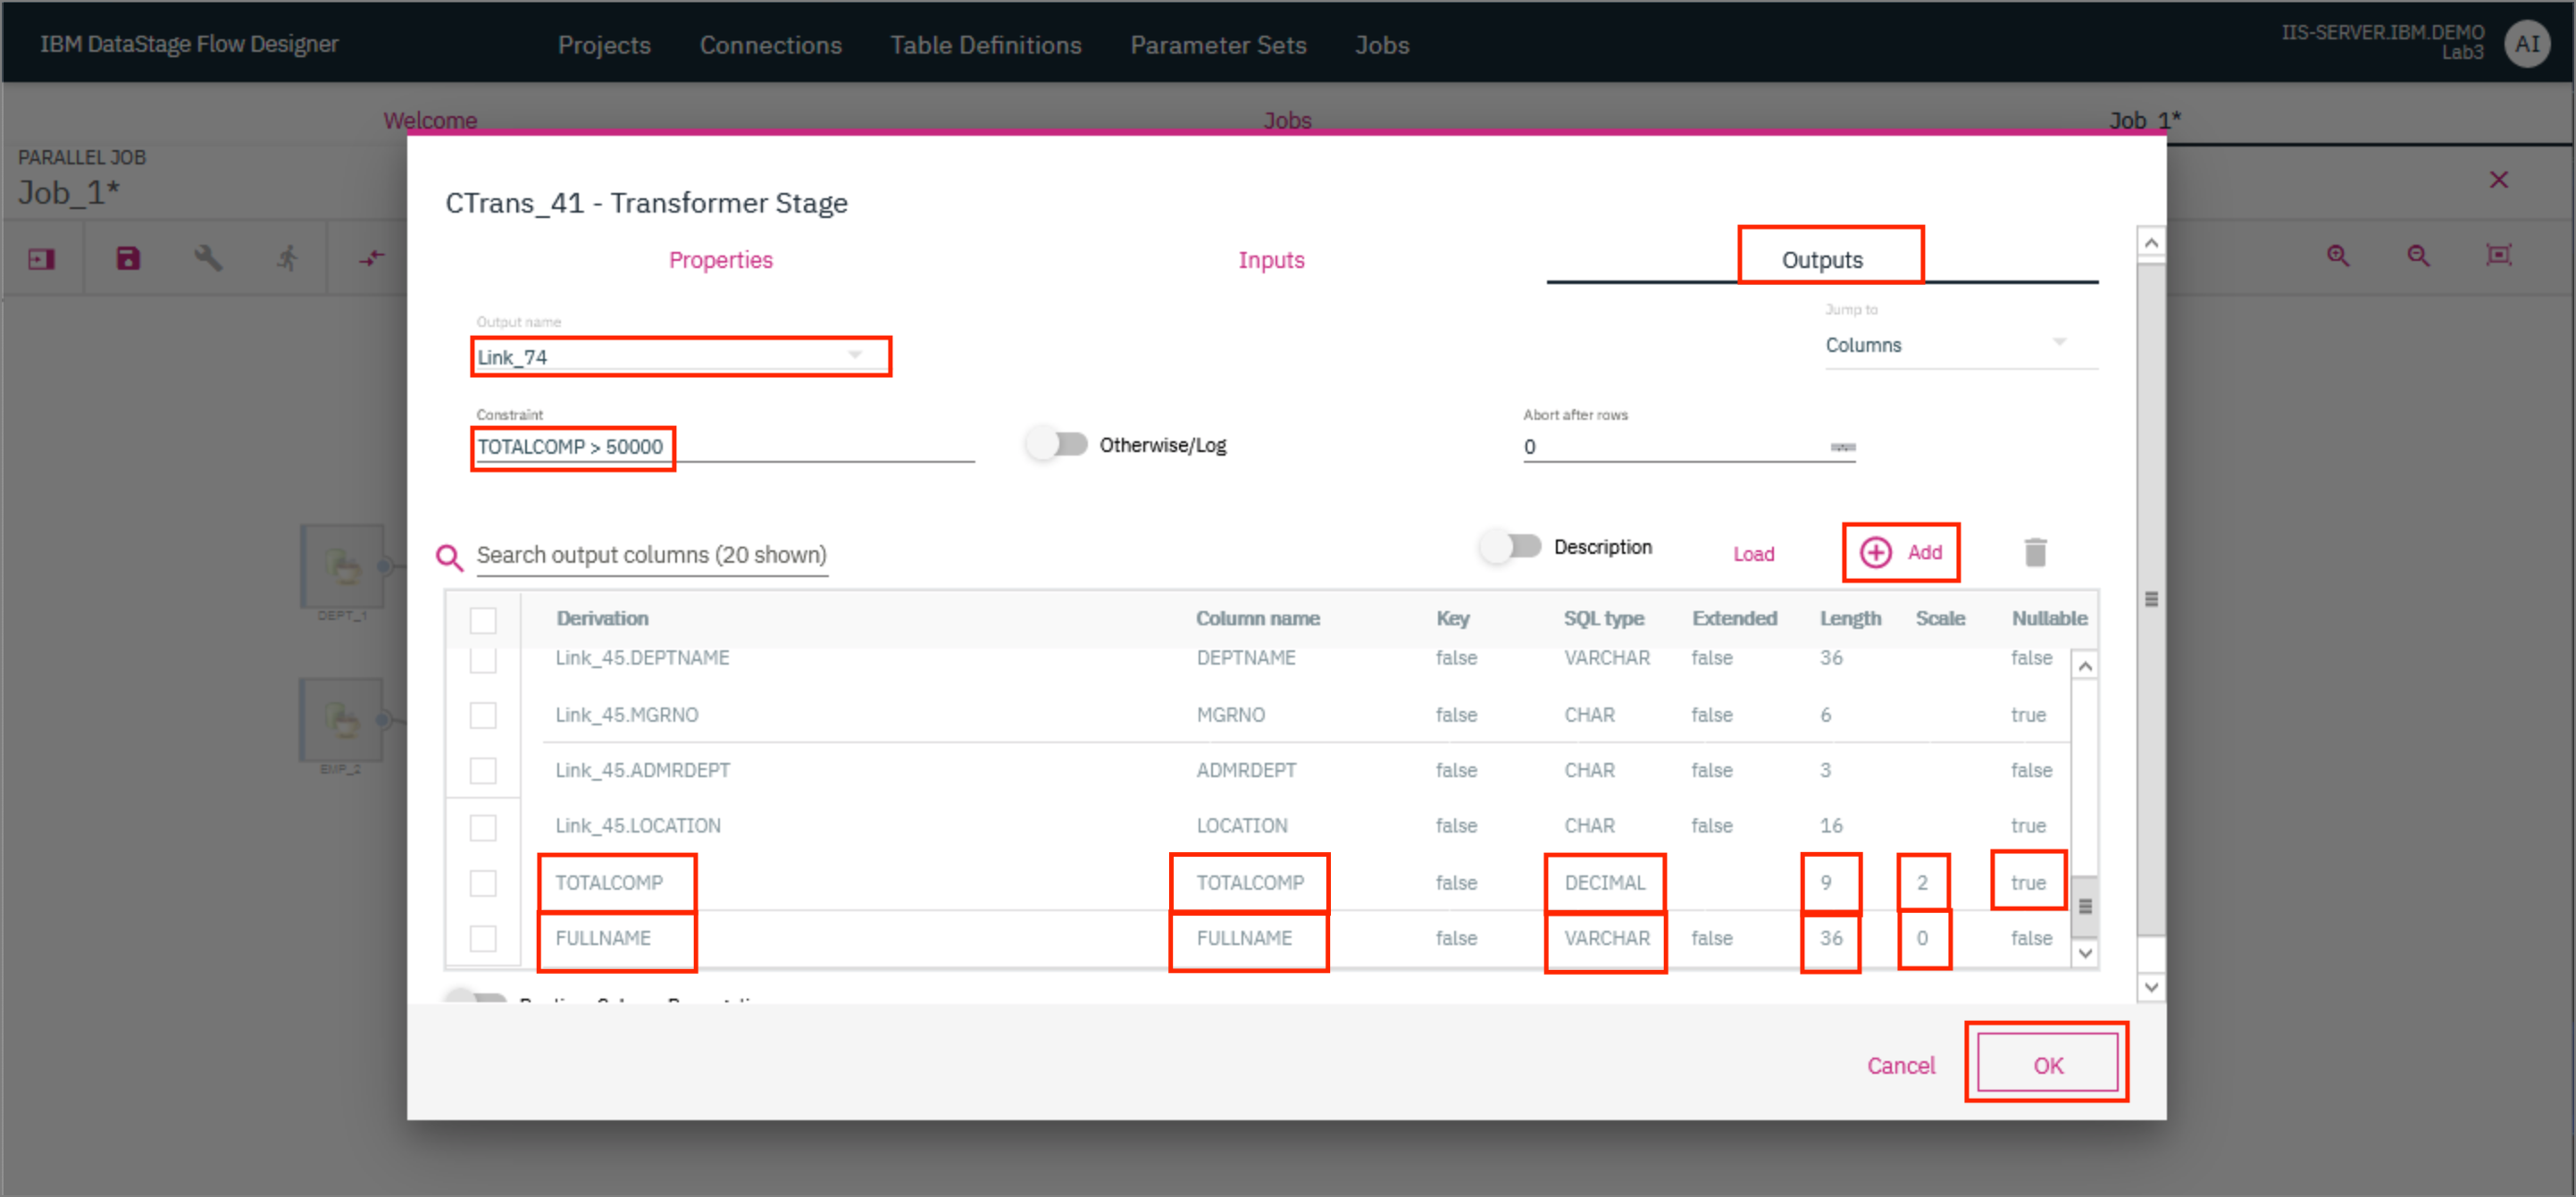 IBM DataStage Flow Designer
Projects Connections Table Definitions Parameter Sets Jobs
IIS-SERVER.IBM.DEMO
Lab3
AI
Welcome Jobs Job_1*
PARALLEL JOB
Job_1*
CTrans_41 - Transformer Stage
Properties Inputs Outputs
Output name Jump to
Link_74 Columns
Constraint Abort after rows
TOTALCOMP > 50000 Otherwise/Log 0
Search output columns (20 shown) Description Load Add
Derivation Column name Key SQL type Extended Length Scale Nullable
Link_45.DEPTNAME DEPTNAME false VARCHAR false 36 false
Link_45.MGRNO MGRNO false CHAR false 6 true
Link_45.ADMRDEPT ADMRDEPT false CHAR false 3 false
Link_45.LOCATION LOCATION false CHAR false 16 true
TOTALCOMP TOTALCOMP false DECIMAL 9 2 true
FULLNAME FULLNAME false VARCHAR false 36 0 false
DEPT_1
EMP_2
Cancel OK